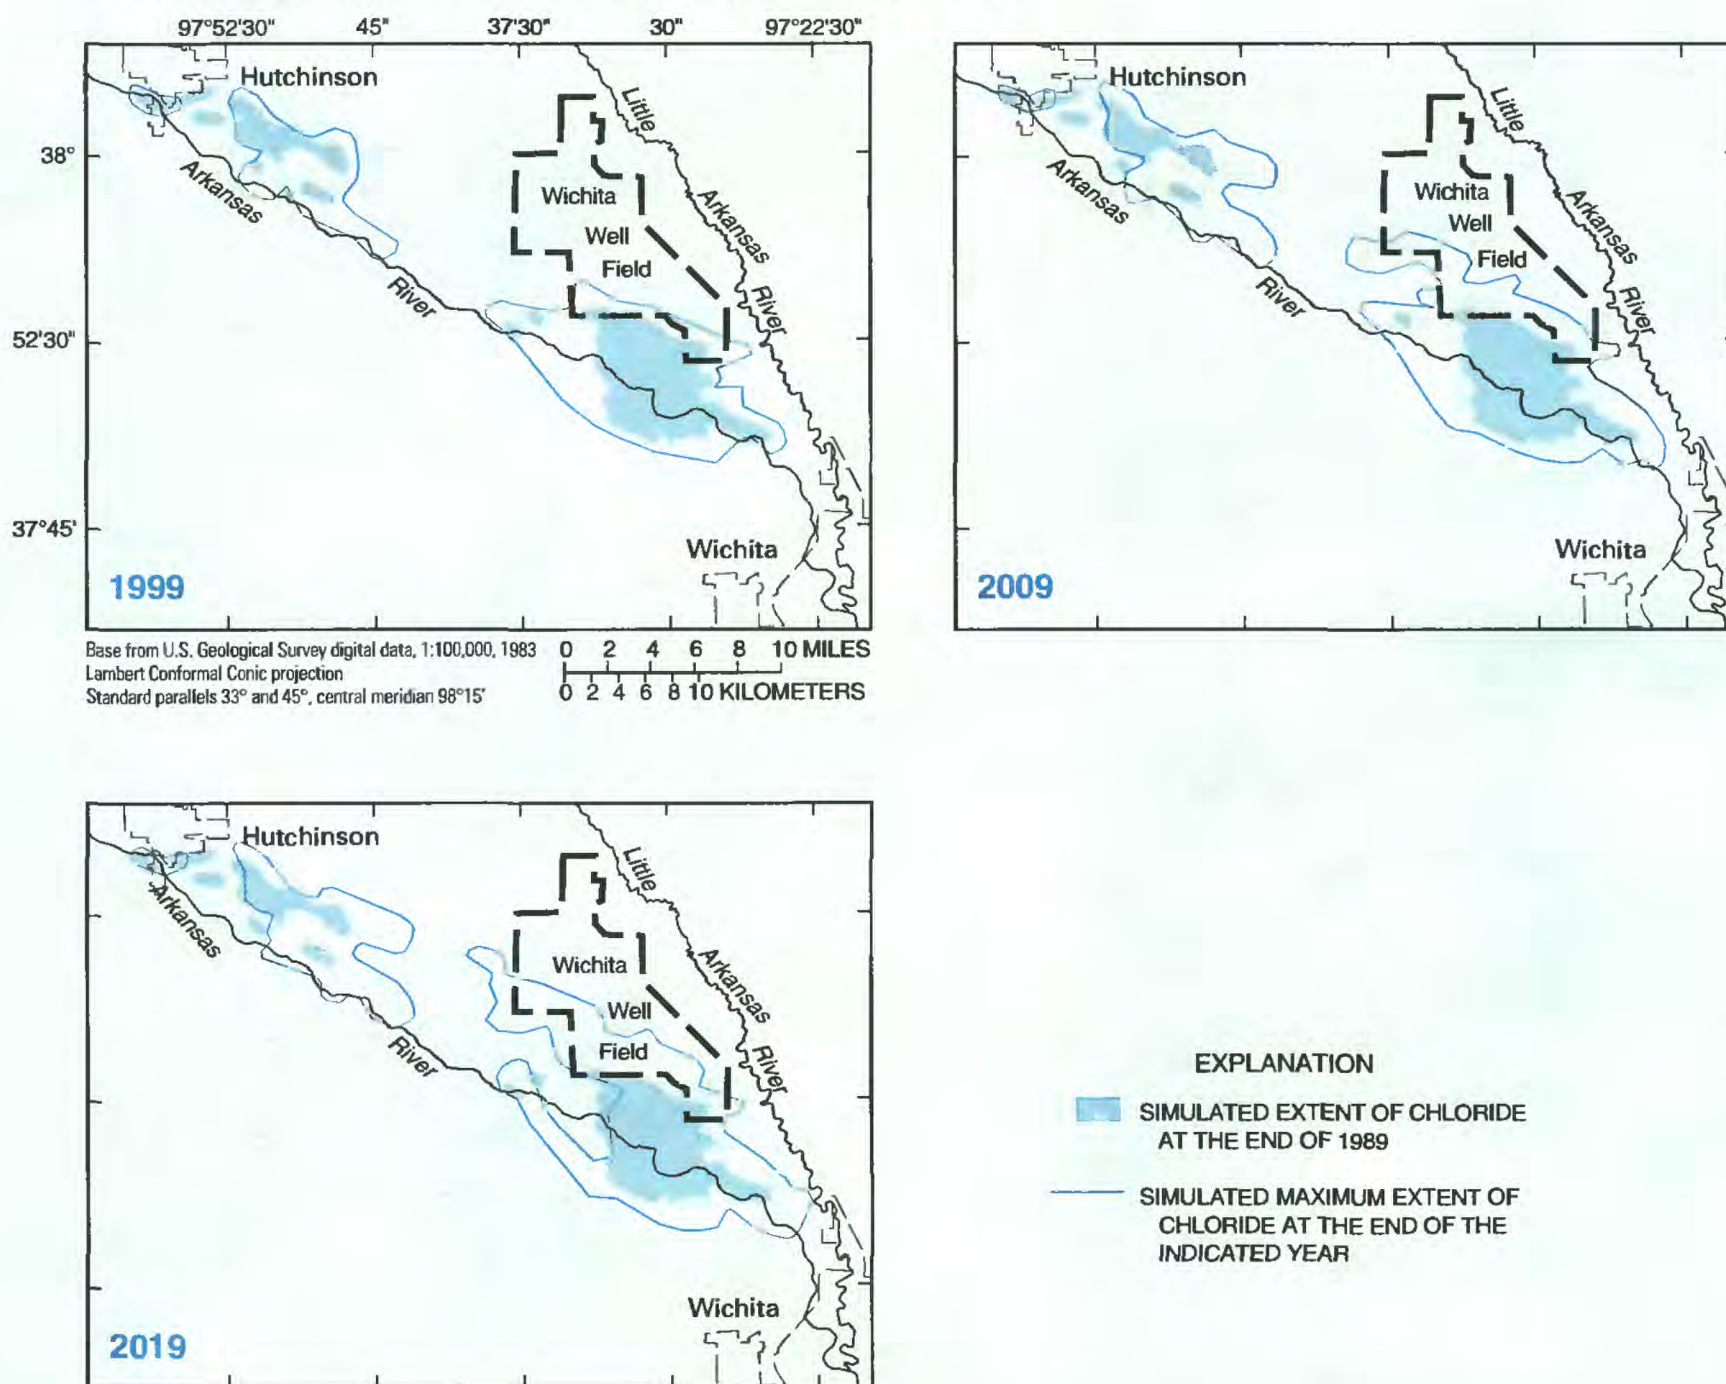 97°52'30" 45" 37'30" 30" 97°22'30"
38°
52'30"
37°45'
Hutchinson
Arkansas
River
Little
Arkansas
River
Wichita
Well
Field
Wichita
1999
Hutchinson
Arkansas
River
Little
Arkansas
River
Wichita
Well
Field
Wichita
2009
Base from U.S. Geological Survey digital data, 1:100,000, 1983
Lambert Conformal Conic projection
Standard parallels 33° and 45°, central meridian 98°15'
0 2 4 6 8 10 MILES
0 2 4 6 8 10 KILOMETERS
Hutchinson
Arkansas
River
Little
Arkansas
River
Wichita
Well
Field
Wichita
2019
EXPLANATION
SIMULATED EXTENT OF CHLORIDE
AT THE END OF 1989
SIMULATED MAXIMUM EXTENT OF
CHLORIDE AT THE END OF THE
INDICATED YEAR